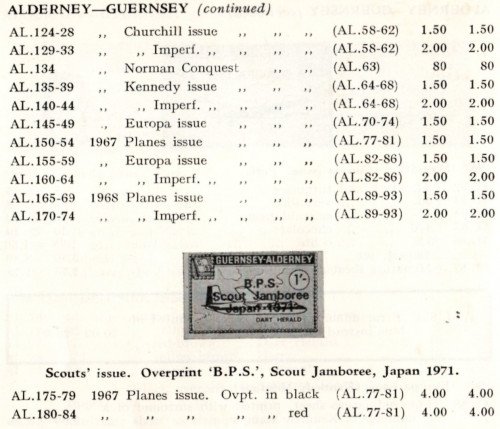 ALDERNEY—GUERNSEY (continued)
AL.124-28 ,, Churchill issue ,, ,, ,, (AL.58-62) 1.50 1.50
AL.129-33 ,, ,, Imperf. ,, ,, ,, ,, (AL.58-62) 2.00 2.00
AL.134 ,, Norman Conquest ,, ,, ,, (AL.63) 80 80
AL.135-39 ,, Kennedy issue ,, ,, ,, (AL.64-68) 1.50 1.50
AL.140-44 ,, ,, Imperf. ,, ,, ,, ,, (AL.64-68) 2.00 2.00
AL.145-49 ,, Europa issue ,, ,, ,, (AL.70-74) 1.50 1.50
AL.150-54 1967 Planes issue ,, ,, ,, (AL.77-81) 1.50 1.50
AL.155-59 ,, Europa issue ,, ,, ,, (AL.82-86) 1.50 1.50
AL.160-64 ,, ,, Imperf. ,, ,, ,, ,, (AL.82-86) 2.00 2.00
AL.165-69 1968 Planes issue ,, ,, ,, (AL.89-93) 1.50 1.50
AL.170-74 ,, ,, Imperf. ,, ,, ,, ,, (AL.89-93) 2.00 2.00
GUERNSEY-ALDERNEY
B.P.S. 1/-
Scout Jamboree
Japan 1971
DART HERALD
Scouts' issue. Overprint 'B.P.S.', Scout Jamboree, Japan 1971.
AL.175-79 1967 Planes issue. Ovpt. in black (AL.77-81) 4.00 4.00
AL.180-84 ,, ,, ,, ,, ,, red (AL.77-81) 4.00 4.00